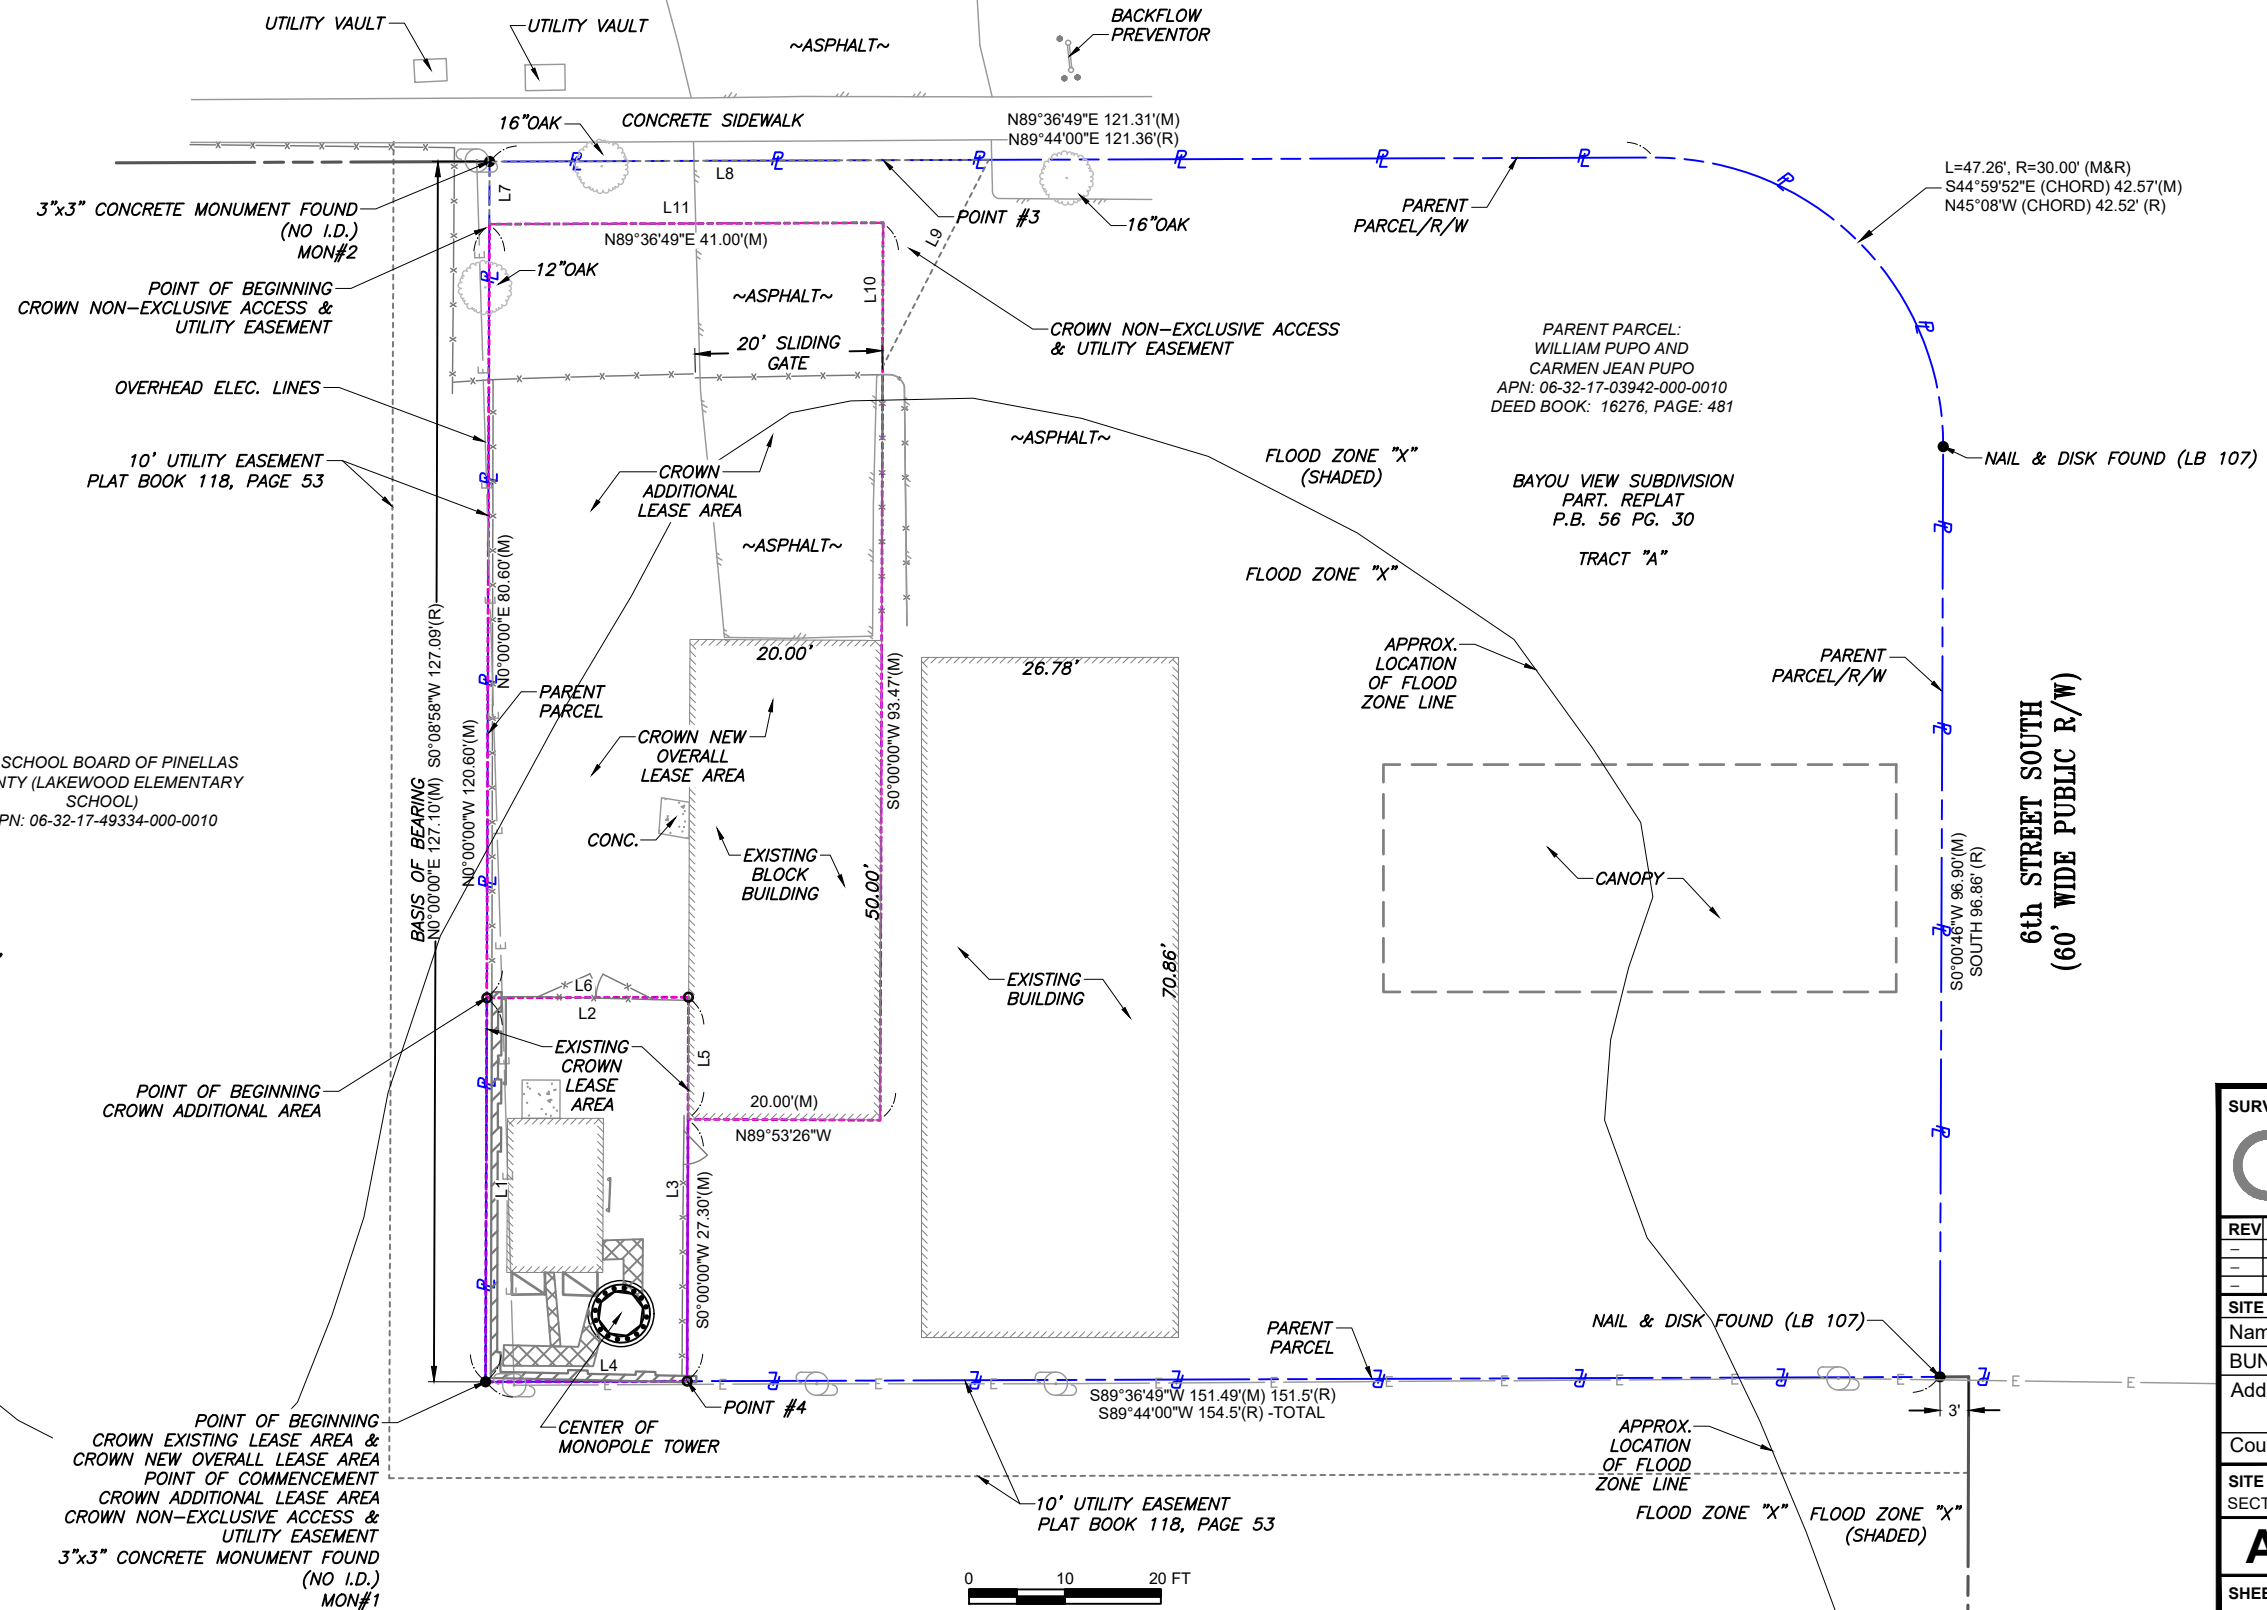 UTILITY VAULT
UTILITY VAULT
~ASPHALT~
BACKFLOW
PREVENTOR
16"OAK
CONCRETE SIDEWALK
N89°36'49"E 121.31'(M)
N89°44'00"E 121.36'(R)
L=47.26', R=30.00' (M&R)
S44°59'52"E (CHORD) 42.57'(M)
N45°08'W (CHORD) 42.52' (R)
L7
L8
L11
N89°36'49"E 41.00'(M)
L9
POINT #3
16"OAK
PARENT
PARCEL/R/W
3"x3" CONCRETE MONUMENT FOUND
(NO I.D.)
MON#2
12"OAK
POINT OF BEGINNING
CROWN NON-EXCLUSIVE ACCESS &
UTILITY EASEMENT
~ASPHALT~
L10
20' SLIDING
GATE
CROWN NON-EXCLUSIVE ACCESS
& UTILITY EASEMENT
PARENT PARCEL:
WILLIAM PUPO AND
CARMEN JEAN PUPO
APN: 06-32-17-03942-000-0010
DEED BOOK: 16276, PAGE: 481
OVERHEAD ELEC. LINES
10' UTILITY EASEMENT
PLAT BOOK 118, PAGE 53
CROWN
ADDITIONAL
LEASE AREA
~ASPHALT~
~ASPHALT~
FLOOD ZONE "X"
(SHADED)
BAYOU VIEW SUBDIVISION
PART. REPLAT
P.B. 56 PG. 30
TRACT "A"
NAIL & DISK FOUND (LB 107)
FLOOD ZONE "X"
N0°00'00"E 80.60'(M)
BASIS OF BEARING
N0°00'00"E 127.10'(M) S0°08'58"W 127.09'(R)
N0°00'00"W 120.60'(M)
PARENT
PARCEL
20.00'
26.78'
S0°00'00"W 93.47'(M)
APPROX.
LOCATION
OF FLOOD
ZONE LINE
PARENT
PARCEL/R/W
6th STREET SOUTH
(60' WIDE PUBLIC R/W)
CROWN NEW
OVERALL
LEASE AREA
SCHOOL BOARD OF PINELLAS
NTY (LAKEWOOD ELEMENTARY
SCHOOL)
PN: 06-32-17-49334-000-0010
CONC.
EXISTING
BLOCK
BUILDING
50.00'
EXISTING
BUILDING
70.86'
CANOPY
S0°00'46"W 96.90'(M)
SOUTH 96.86' (R)
L6
L2
L5
EXISTING
CROWN
LEASE
AREA
POINT OF BEGINNING
CROWN ADDITIONAL AREA
20.00'(M)
N89°53'26"W
L1
L3
S0°00'00"W 27.30'(M)
L4
POINT #4
CENTER OF
MONOPOLE TOWER
PARENT
PARCEL
NAIL & DISK FOUND (LB 107)
S89°36'49"W 151.49'(M) 151.5'(R)
S89°44'00"W 154.5'(R) -TOTAL
3'
POINT OF BEGINNING
CROWN EXISTING LEASE AREA &
CROWN NEW OVERALL LEASE AREA
POINT OF COMMENCEMENT
CROWN ADDITIONAL LEASE AREA
CROWN NON-EXCLUSIVE ACCESS &
UTILITY EASEMENT
3"x3" CONCRETE MONUMENT FOUND
(NO I.D.)
MON#1
10' UTILITY EASEMENT
PLAT BOOK 118, PAGE 53
APPROX.
LOCATION
OF FLOOD
ZONE LINE
FLOOD ZONE "X"
FLOOD ZONE "X"
(SHADED)
0 10 20 FT
SURV
REV
SITE
Nam
BUN
Add
Cou
SITE
SECT
A
SHEE